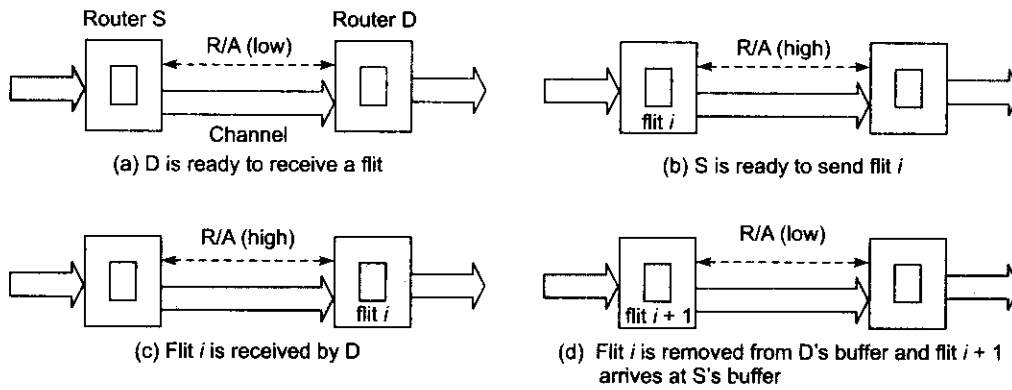 Router S
Router D
R/A (low)
Channel
(a) D is ready to receive a flit
R/A (high)
flit i
(b) S is ready to send flit i
R/A (high)
flit i
(c) Flit i is received by D
R/A (low)
flit i + 1
(d) Flit i is removed from D's buffer and flit i + 1
arrives at S's buffer